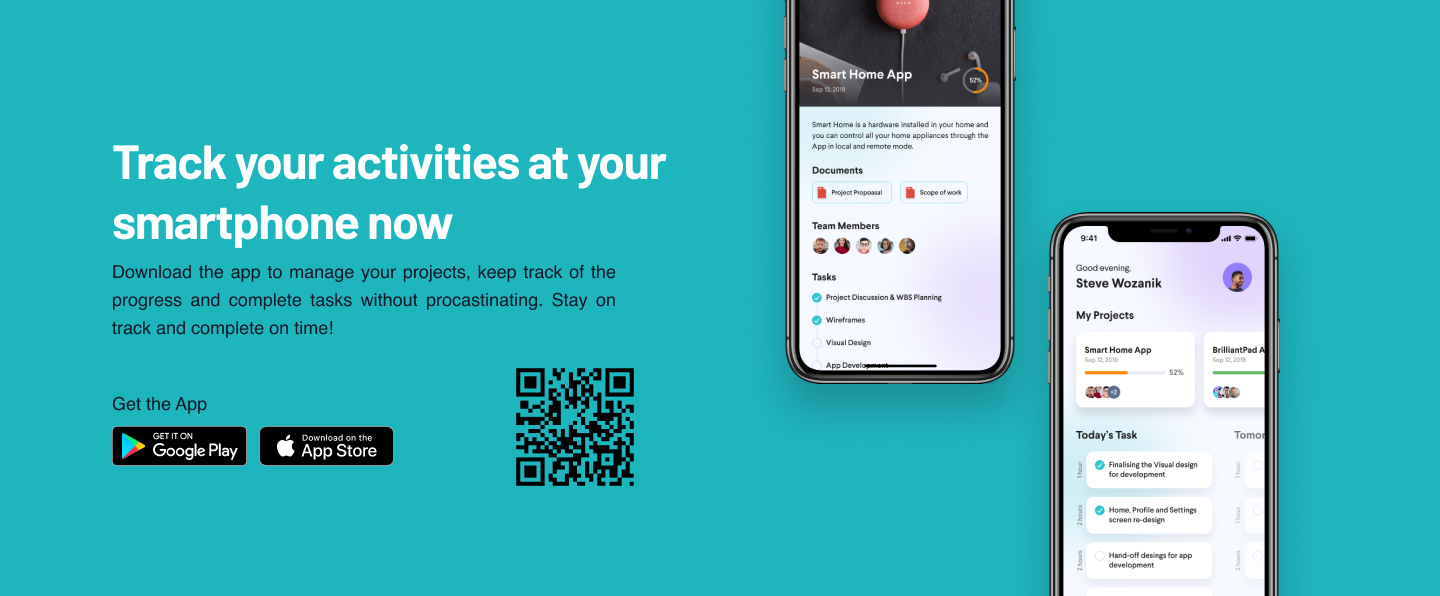 Track your activities at your
smartphone now
Download the app to manage your projects, keep track of the
progress and complete tasks without procastinating. Stay on
track and complete on time!
Get the App
GET IT ON
Google Play
Download on the
App Store
Smart Home App
Sep 12, 2019
52%
Smart Home is a hardware installed in your home and
you can control all your home appliances through the
App in local and remote mode.
Documents
Project Propoasal
Scope of work
Team Members
Tasks
Project Discussion & WBS Planning
Wireframes
Visual Design
App Development
9:41
Good evening,
Steve Wozanik
My Projects
Smart Home App
Sep 12, 2019
52%
+2
BrilliantPad A
Sep 12, 2019
Today's Task
1 hour
Finalising the Visual design
for development
2 hours
Home, Profile and Settings
screen re-design
2 hours
Hand-off desings for app
development
Tomor
1 hour
1 hour
2 hours